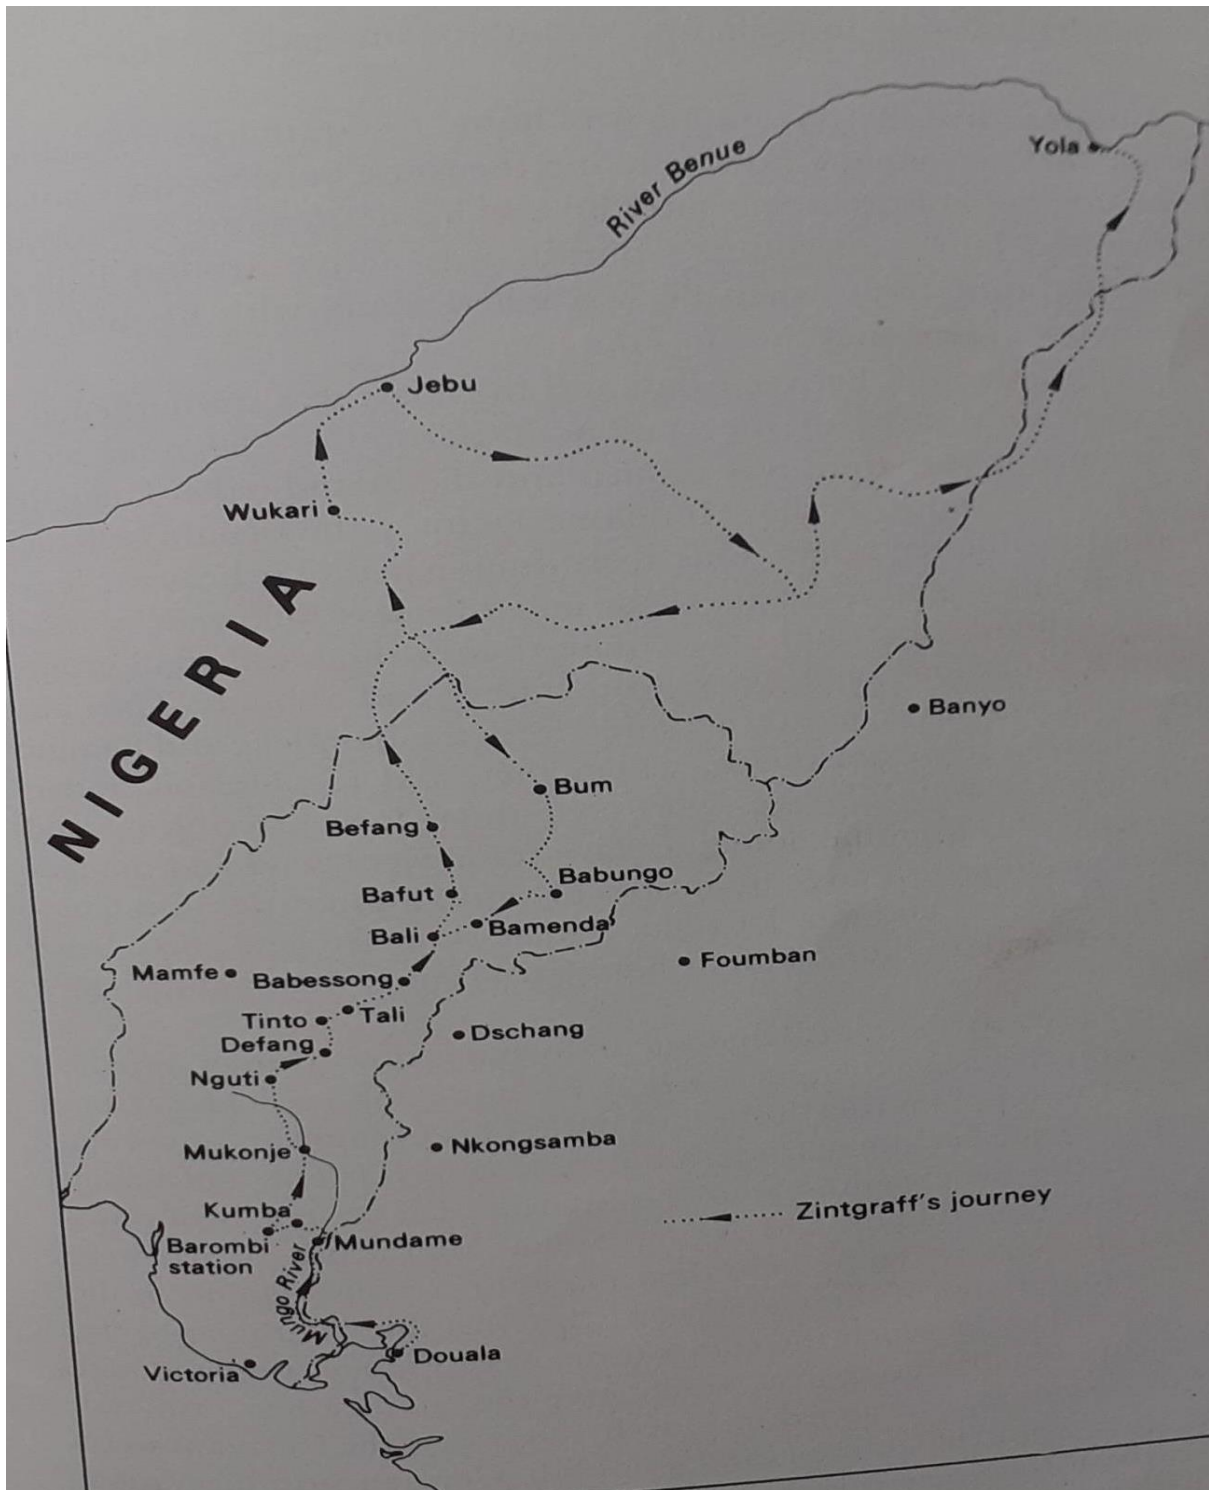 Yola
River Benue
Jebu
Wukari
NIGERIA
Banyo
Bum
Befang
Babungo
Bafut
Bamenda
Bali
Foumban
Mamfe
Babessong
Tali
Tinto
Dschang
Defang
Nguti
Nkongsamba
Mukonje
Zintgraff's journey
Kumba
Mundame
Barombi
station
Mungo River
Douala
Victoria